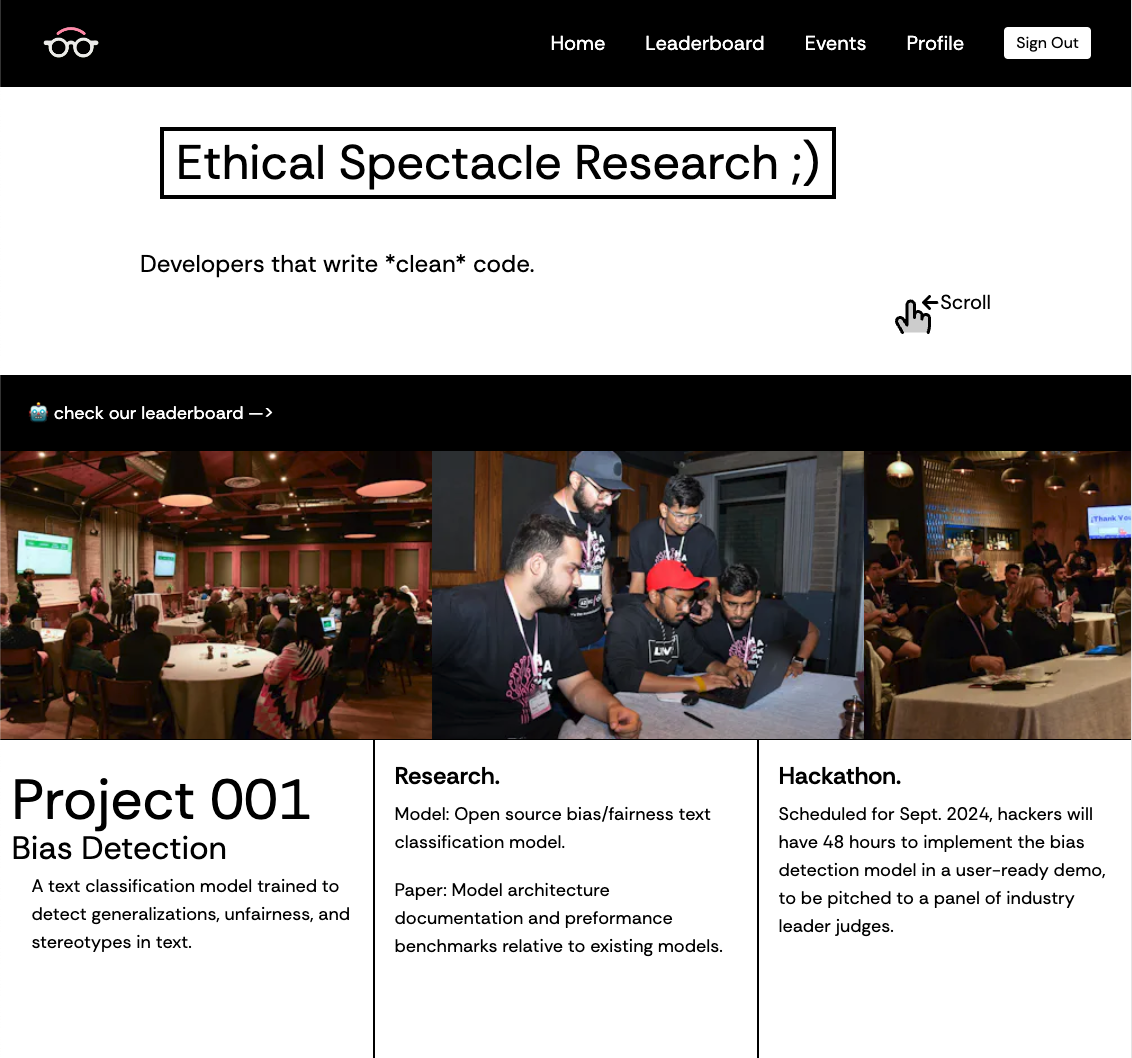 Home Leaderboard Events Profile Sign Out
Ethical Spectacle Research ;)
Developers that write *clean* code.
←Scroll
🤖 check our leaderboard —>
¡Thank You
Project 001
Bias Detection
A text classification model trained to
detect generalizations, unfairness, and
stereotypes in text.
Research.
Model: Open source bias/fairness text
classification model.
Paper: Model architecture
documentation and preformance
benchmarks relative to existing models.
Hackathon.
Scheduled for Sept. 2024, hackers will
have 48 hours to implement the bias
detection model in a user-ready demo,
to be pitched to a panel of industry
leader judges.